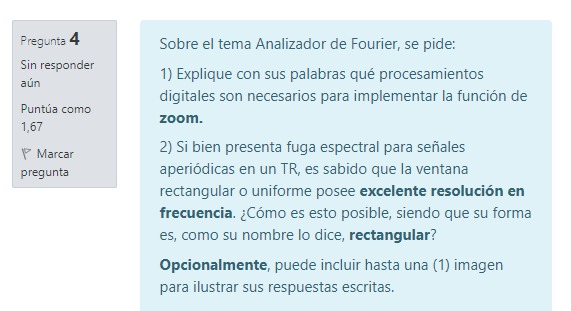 Pregunta 4
Sin responder
aún
Puntúa como
1,67
Marcar
pregunta
Sobre el tema Analizador de Fourier, se pide:
1) Explique con sus palabras qué procesamientos
digitales son necesarios para implementar la función de
zoom.
2) Si bien presenta fuga espectral para señales
aperiódicas en un TR, es sabido que la ventana
rectangular o uniforme posee excelente resolución en
frecuencia. ¿Cómo es esto posible, siendo que su forma
es, como su nombre lo dice, rectangular?
Opcionalmente, puede incluir hasta una (1) imagen
para ilustrar sus respuestas escritas.